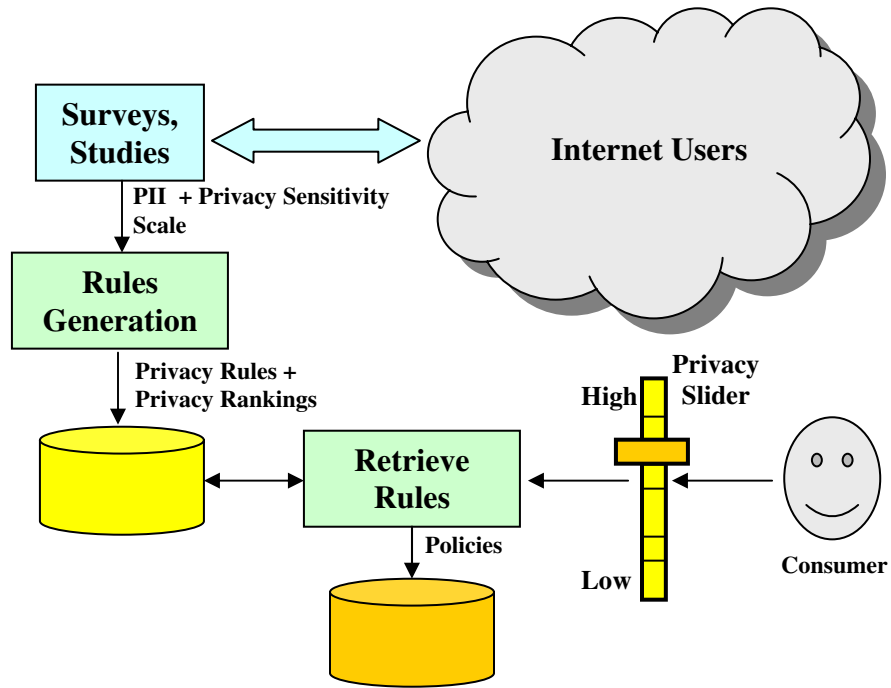 Surveys,
Studies
Internet Users
PII + Privacy Sensitivity
Scale
Rules
Generation
Privacy Rules +
Privacy Rankings
Privacy
Slider
High
Retrieve
Rules
Policies
Low
Consumer